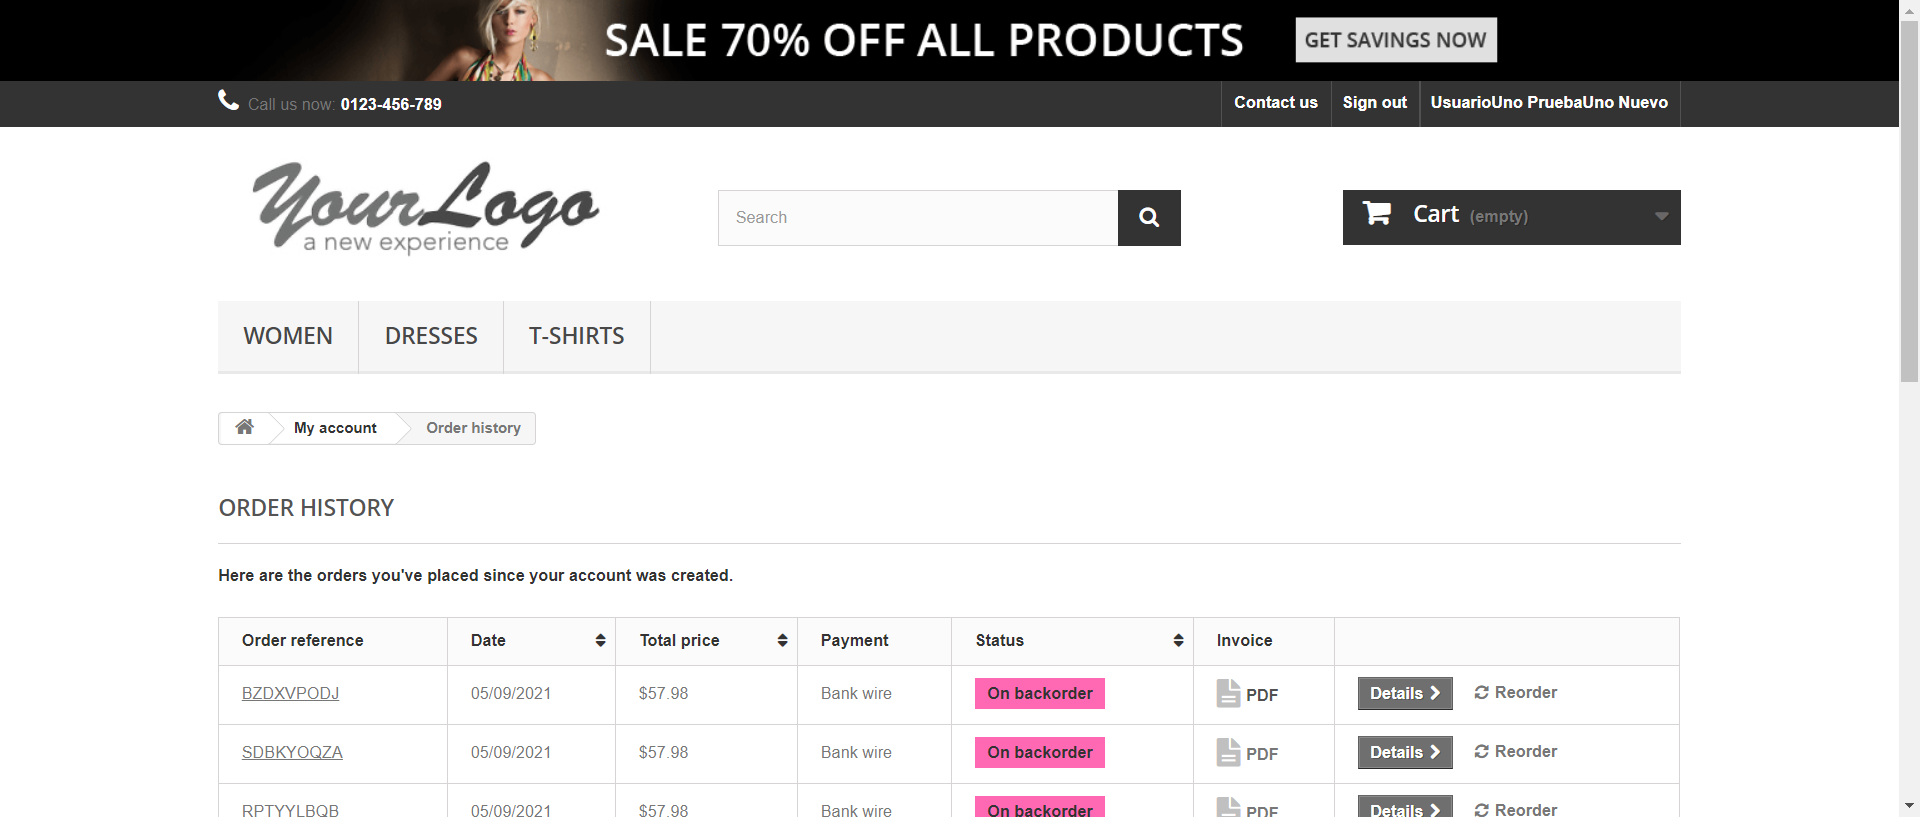 SALE 70% OFF ALL PRODUCTS GET SAVINGS NOW
Call us now: 0123-456-789 Contact us Sign out UsuarioUno PruebaUno Nuevo
YourLogo
a new experience
Search Cart (empty)
WOMEN DRESSES T-SHIRTS
My account Order history
ORDER HISTORY
Here are the orders you've placed since your account was created.
Order reference Date Total price Payment Status Invoice
BZDXVPODJ 05/09/2021 $57.98 Bank wire On backorder PDF Details Reorder
SDBKYOQZA 05/09/2021 $57.98 Bank wire On backorder PDF Details Reorder
RPTYYLBQB 05/09/2021 $57.98 Bank wire On backorder PDF Details Reorder